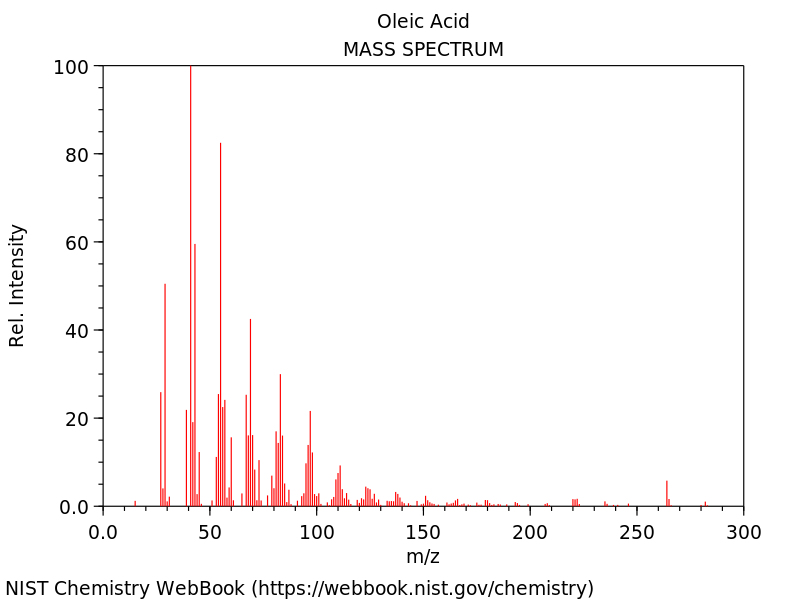 Oleic Acid
MASS SPECTRUM
100
80
60
40
20
0.0
Rel. Intensity
0.0 50 100 150 200 250 300
m/z
NIST Chemistry WebBook (https://webbook.nist.gov/chemistry)